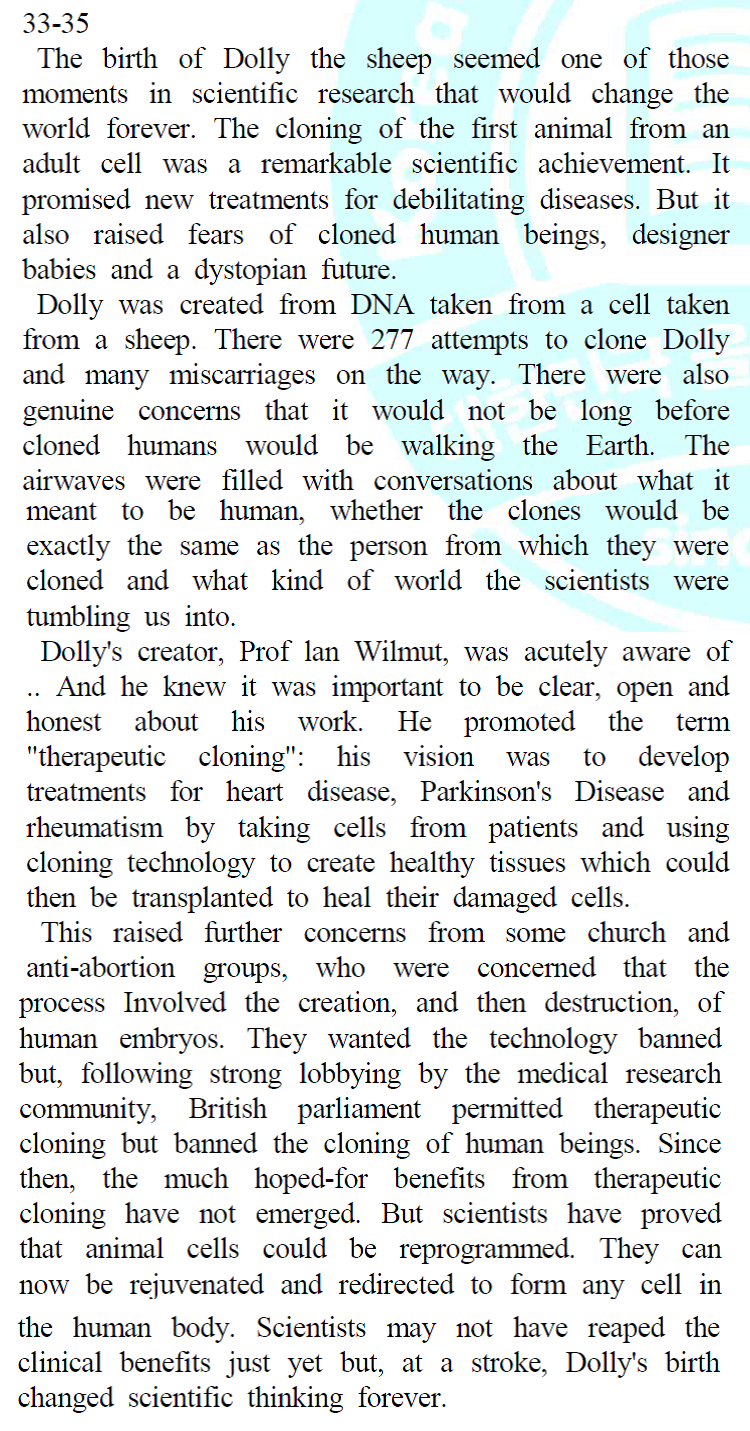 33-35
The birth of Dolly the sheep seemed one of those
moments in scientific research that would change the
world forever. The cloning of the first animal from an
adult cell was a remarkable scientific achievement. It
promised new treatments for debilitating diseases. But it
also raised fears of cloned human beings, designer
babies and a dystopian future.
Dolly was created from DNA taken from a cell taken
from a sheep. There were 277 attempts to clone Dolly
and many miscarriages on the way. There were also
genuine concerns that it would not be long before
cloned humans would be walking the Earth. The
airwaves were filled with conversations about what it
meant to be human, whether the clones would be
exactly the same as the person from which they were
cloned and what kind of world the scientists were
tumbling us into.
Dolly's creator, Prof lan Wilmut, was acutely aware of
.. And he knew it was important to be clear, open and
honest about his work. He promoted the term
"therapeutic cloning": his vision was to develop
treatments for heart disease, Parkinson's Disease and
rheumatism by taking cells from patients and using
cloning technology to create healthy tissues which could
then be transplanted to heal their damaged cells.
This raised further concerns from some church and
anti-abortion groups, who were concerned that the
process Involved the creation, and then destruction, of
human embryos. They wanted the technology banned
but, following strong lobbying by the medical research
community, British parliament permitted therapeutic
cloning but banned the cloning of human beings. Since
then, the much hoped-for benefits from therapeutic
cloning have not emerged. But scientists have proved
that animal cells could be reprogrammed. They can
now be rejuvenated and redirected to form any cell in
the human body. Scientists may not have reaped the
clinical benefits just yet but, at a stroke, Dolly's birth
changed scientific thinking forever.